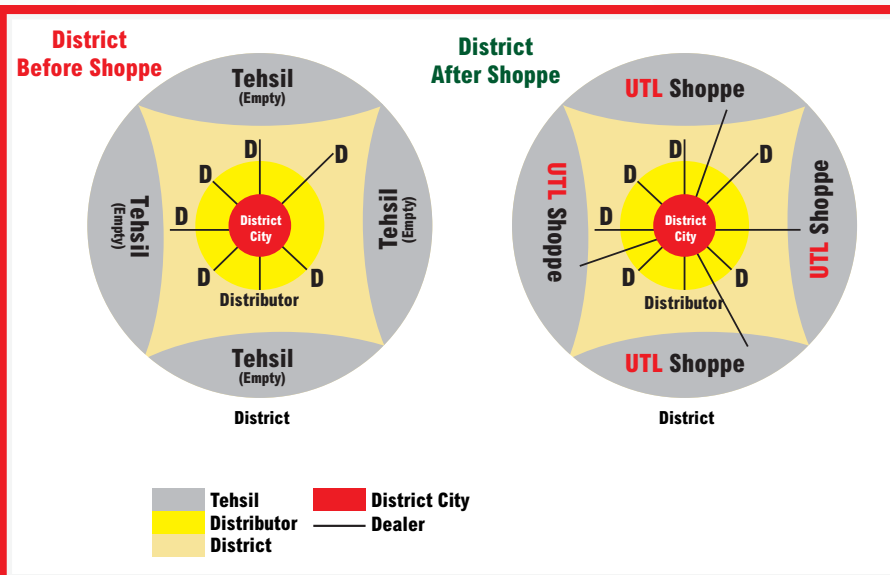 District
Before Shoppe
Tehsil
(Empty)
D
D
D
D
Tehsil
(Empty)
District
City
Tehsil
(Empty)
D
D
Distributor
Tehsil
(Empty)
District
District
After Shoppe
UTL Shoppe
D
D
D
D
UTL Shoppe
District
City
UTL Shoppe
D
D
Distributor
UTL Shoppe
District
Tehsil
Distributor
District
District City
Dealer